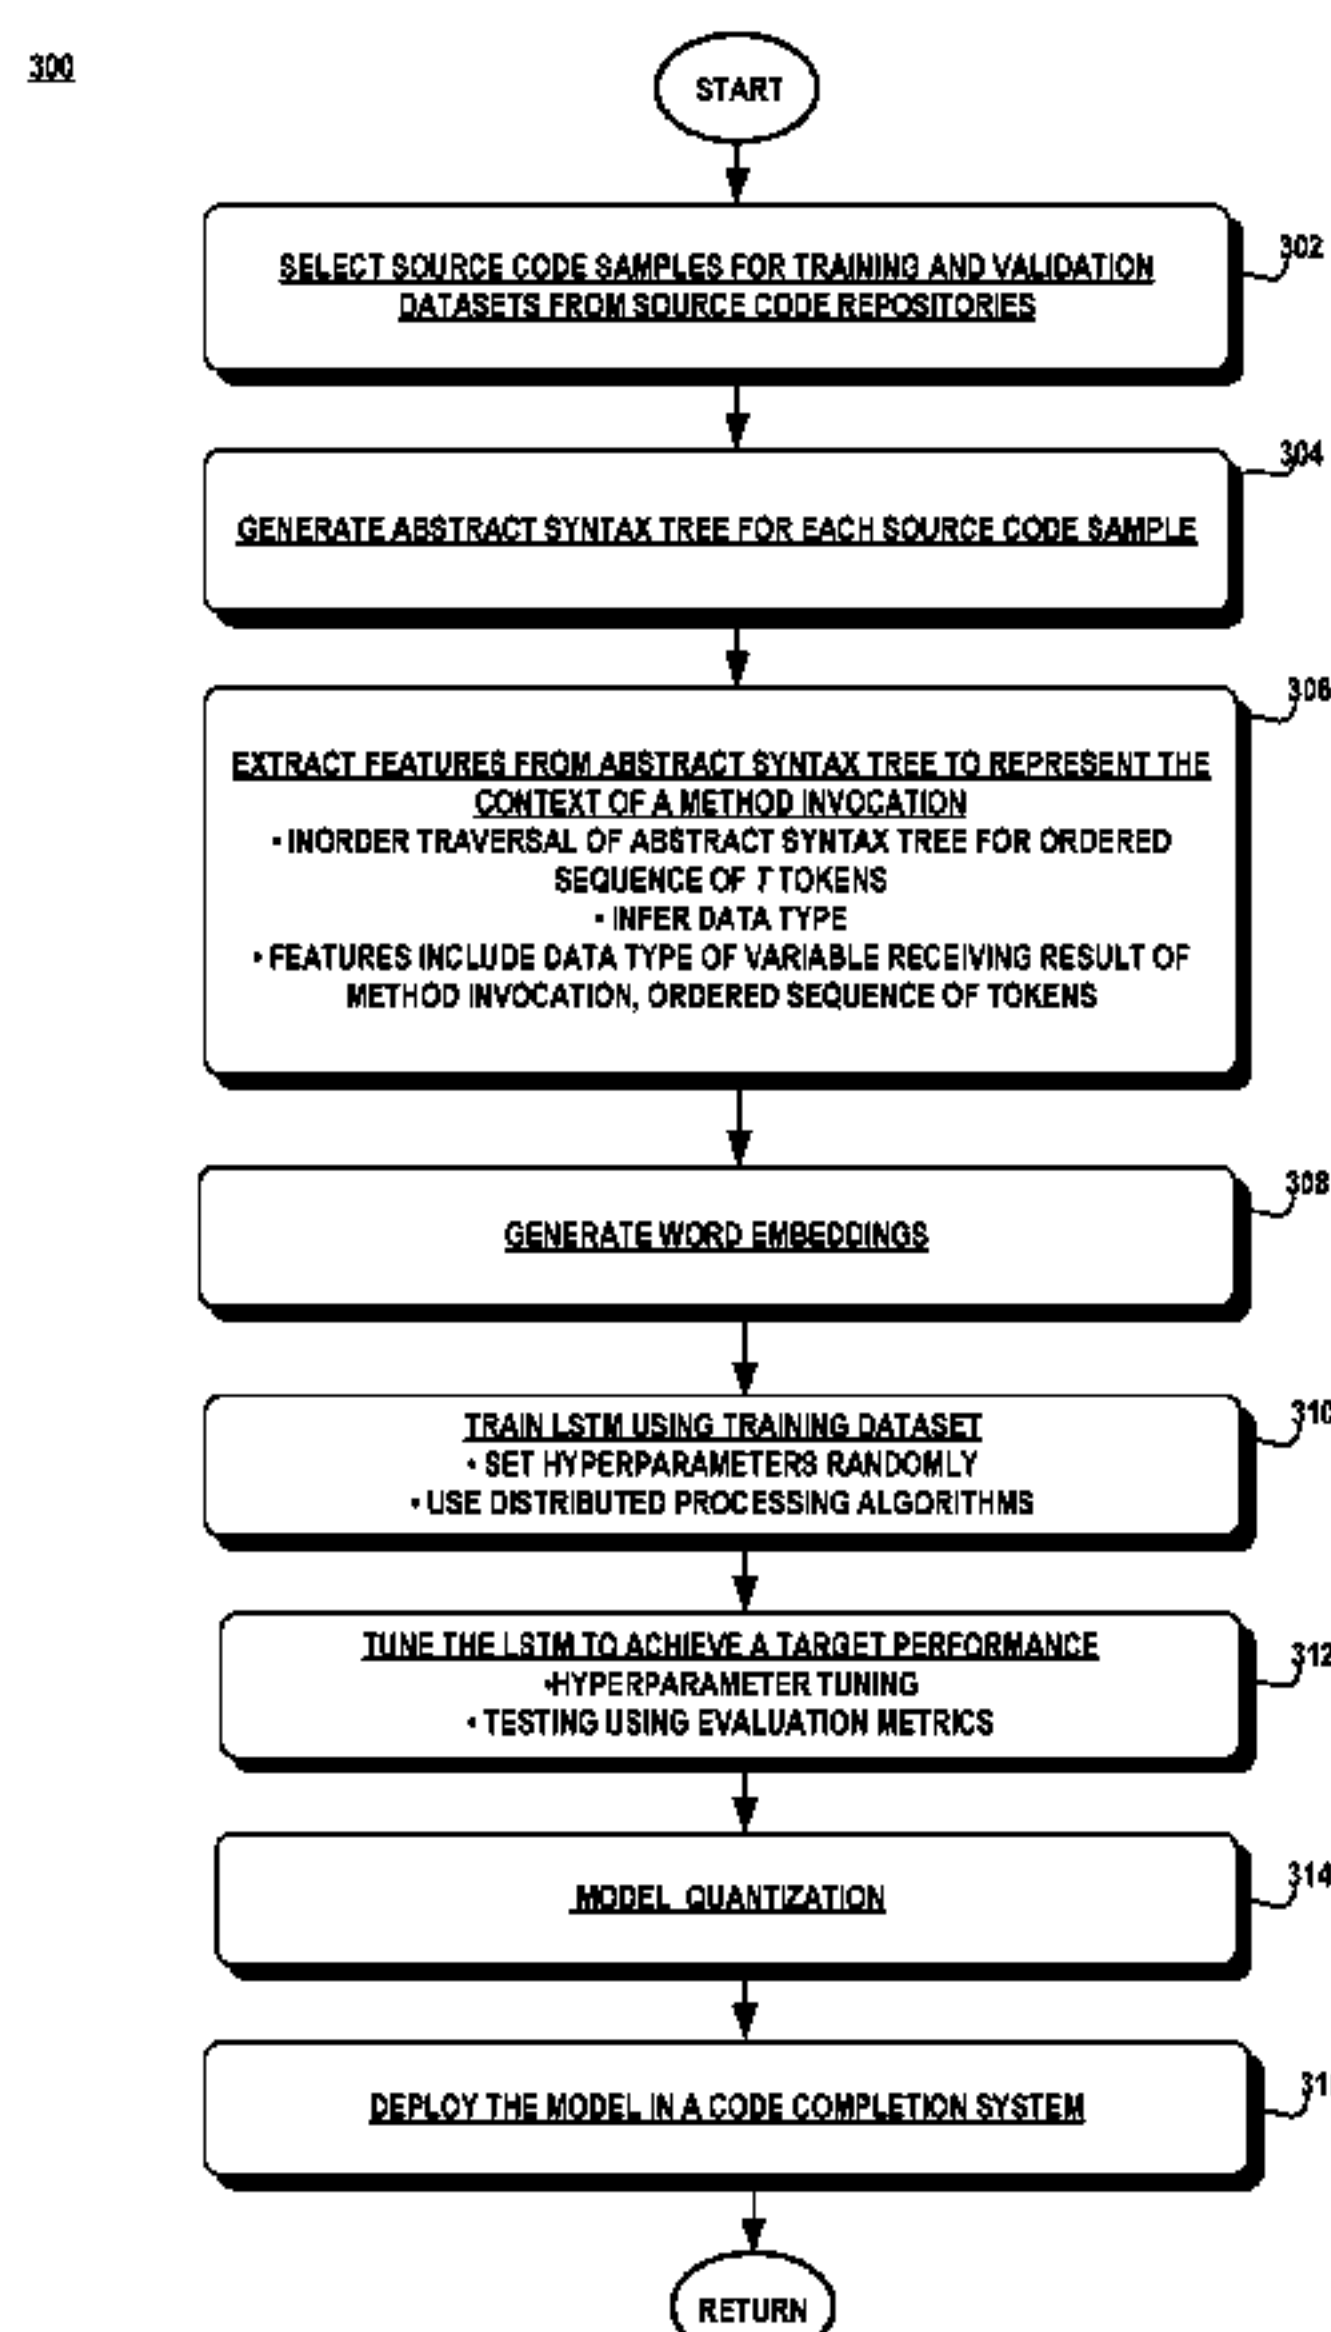 300
START
SELECT SOURCE CODE SAMPLES FOR TRAINING AND VALIDATION
DATASETS FROM SOURCE CODE REPOSITORIES
302
GENERATE ABSTRACT SYNTAX TREE FOR EACH SOURCE CODE SAMPLE
304
EXTRACT FEATURES FROM ABSTRACT SYNTAX TREE TO REPRESENT THE
CONTEXT OF A METHOD INVOCATION
• INORDER TRAVERSAL OF ABSTRACT SYNTAX TREE FOR ORDERED
SEQUENCE OF T TOKENS
• INFER DATA TYPE
• FEATURES INCLUDE DATA TYPE OF VARIABLE RECEIVING RESULT OF
METHOD INVOCATION, ORDERED SEQUENCE OF TOKENS
306
GENERATE WORD EMBEDDINGS
308
TRAIN LSTM USING TRAINING DATASET
• SET HYPERPARAMETERS RANDOMLY
• USE DISTRIBUTED PROCESSING ALGORITHMS
310
TUNE THE LSTM TO ACHIEVE A TARGET PERFORMANCE
•HYPERPARAMETER TUNING
• TESTING USING EVALUATION METRICS
312
MODEL QUANTIZATION
314
DEPLOY THE MODEL IN A CODE COMPLETION SYSTEM
RETURN